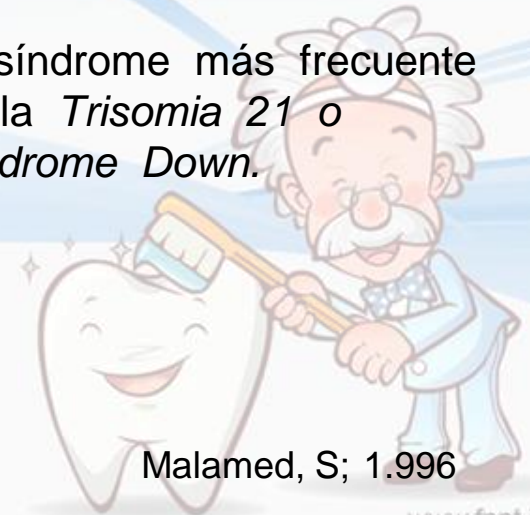 síndrome más frecuente
la Trisomia 21 o
drome Down.
Malamed, S; 1.996